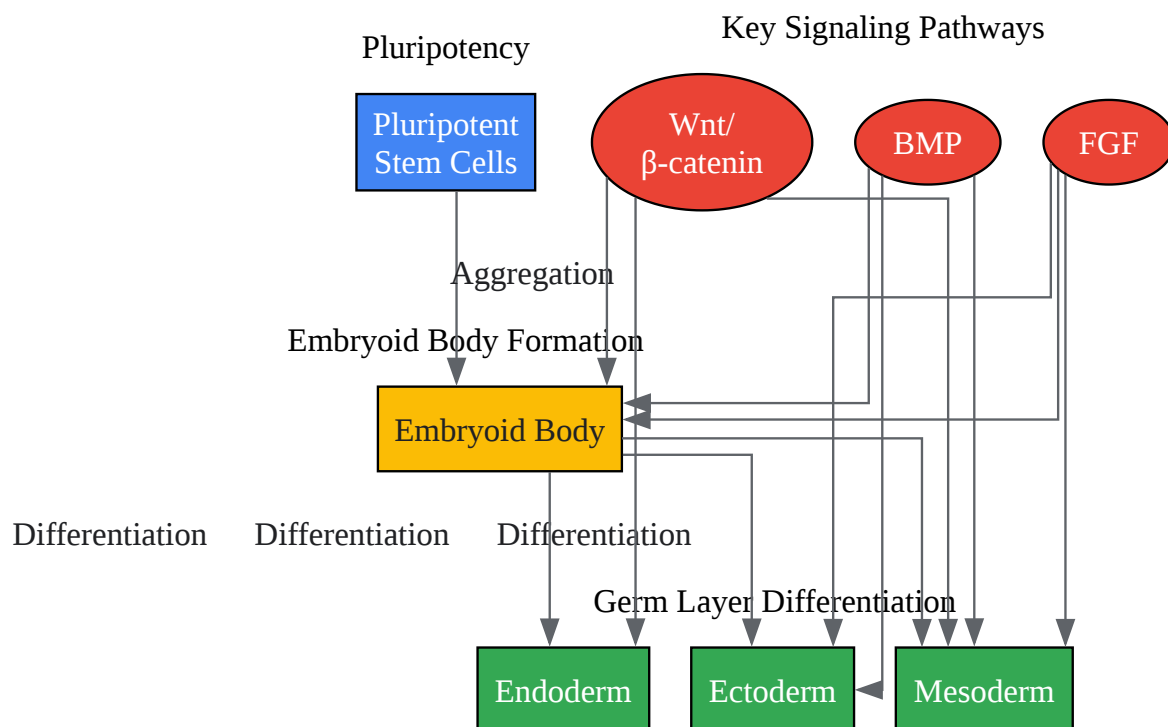 Key Signaling Pathways
Pluripotency
Pluripotent
Stem Cells
Wnt/
β-catenin
BMP
FGF
Aggregation
Embryoid Body Formation
Embryoid Body
Differentiation
Differentiation
Differentiation
Germ Layer Differentiation
Endoderm
Ectoderm
Mesoderm